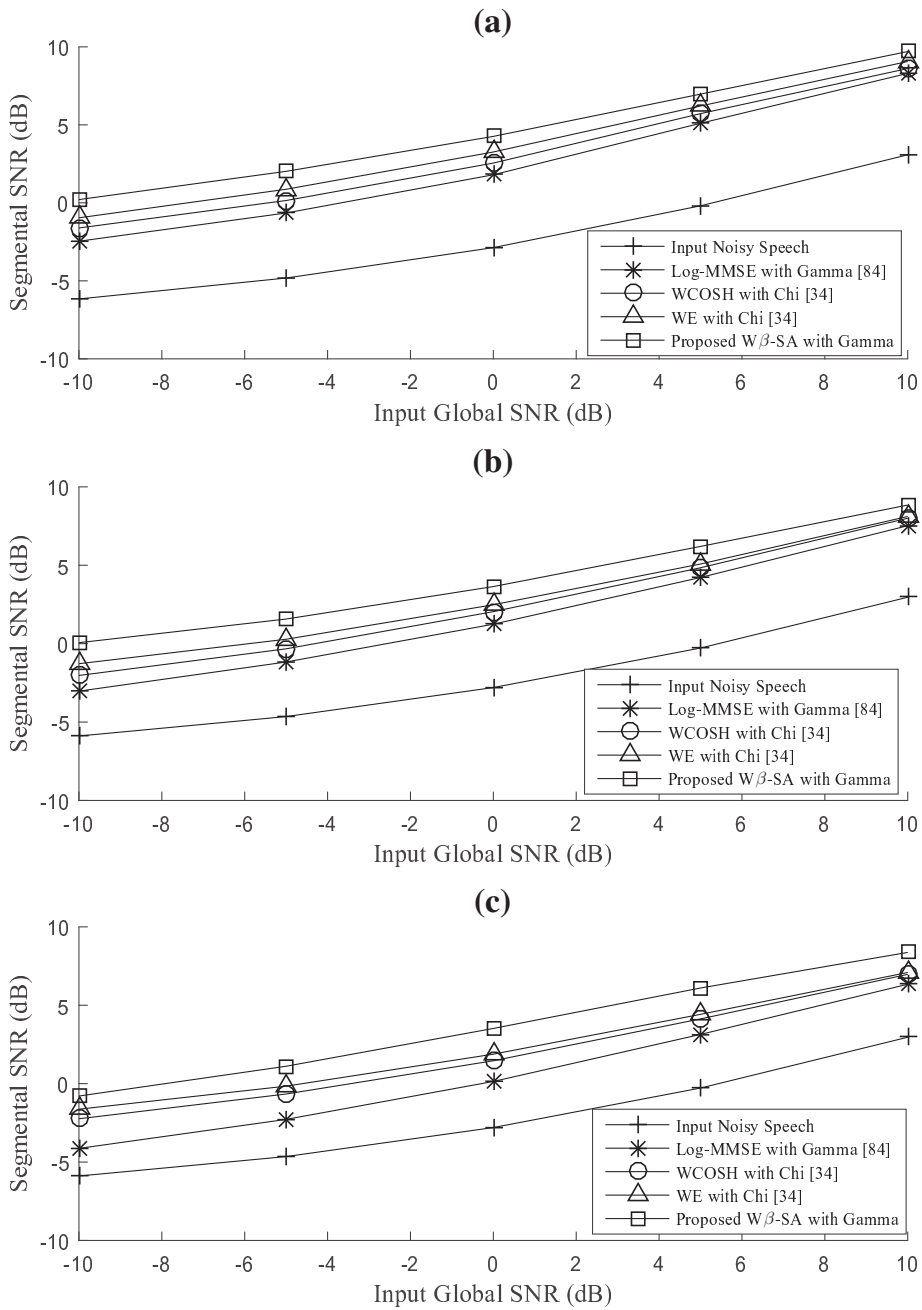 (a)
10
5
0
-5
-10
Segmental SNR (dB)
-10 -8 -6 -4 -2 0 2 4 6 8 10
Input Global SNR (dB)
Input Noisy Speech
Log-MMSE with Gamma [84]
WCOSH with Chi [34]
WE with Chi [34]
Proposed Wβ-SA with Gamma
(b)
10
5
0
-5
-10
Segmental SNR (dB)
-10 -8 -6 -4 -2 0 2 4 6 8 10
Input Global SNR (dB)
Input Noisy Speech
Log-MMSE with Gamma [84]
WCOSH with Chi [34]
WE with Chi [34]
Proposed Wβ-SA with Gamma
(c)
10
5
0
-5
-10
Segmental SNR (dB)
-10 -8 -6 -4 -2 0 2 4 6 8 10
Input Global SNR (dB)
Input Noisy Speech
Log-MMSE with Gamma [84]
WCOSH with Chi [34]
WE with Chi [34]
Proposed Wβ-SA with Gamma